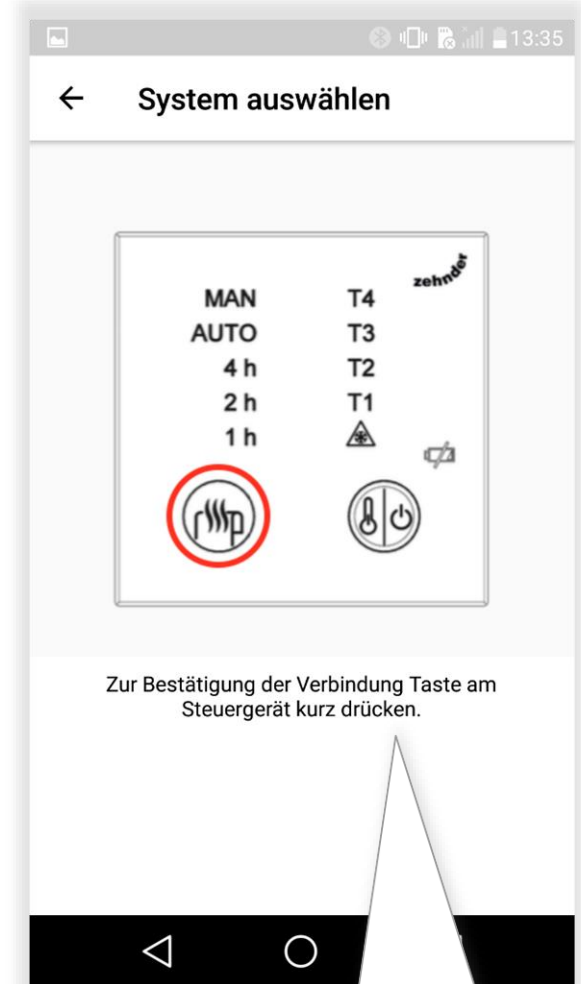 13:35
System auswählen
zehnder
MAN T4
AUTO T3
4 h T2
2 h T1
1 h
Zur Bestätigung der Verbindung Taste am
Steuergerät kurz drücken.